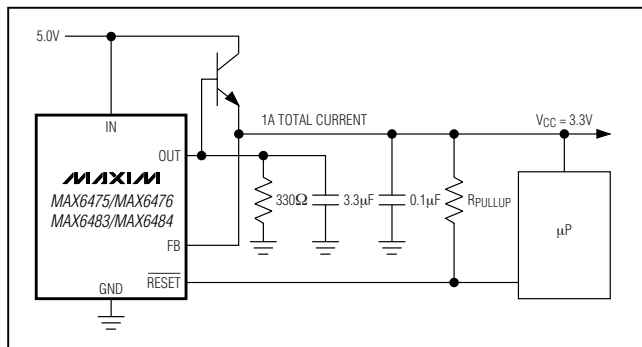 5.0V
IN
OUT
1A TOTAL CURRENT
VCC = 3.3V
MAXIM
MAX6475/MAX6476
MAX6483/MAX6484
330Ω
3.3µF
0.1µF
RPULLUP
µP
FB
GND
RESET